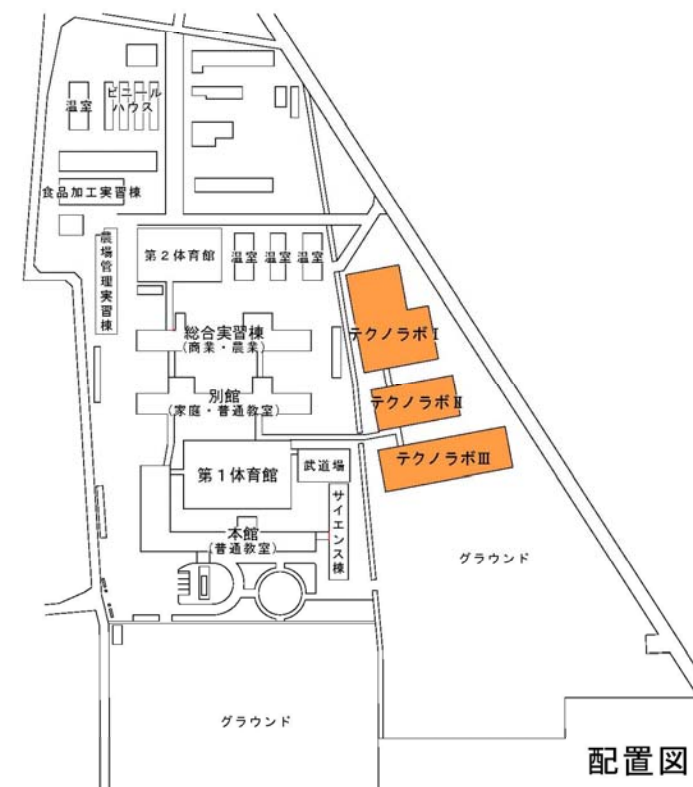 温室
ビニール
ハウス
食品加工実習棟
農場管理実習棟
第２体育館
温室
温室
温室
テクノラボⅠ
総合実習棟
(商業・農業)
別館
(家庭・普通教室)
テクノラボⅡ
テクノラボⅢ
第１体育館
武道場
サイエンス棟
本館
(普通教室)
グラウンド
グラウンド
配置図